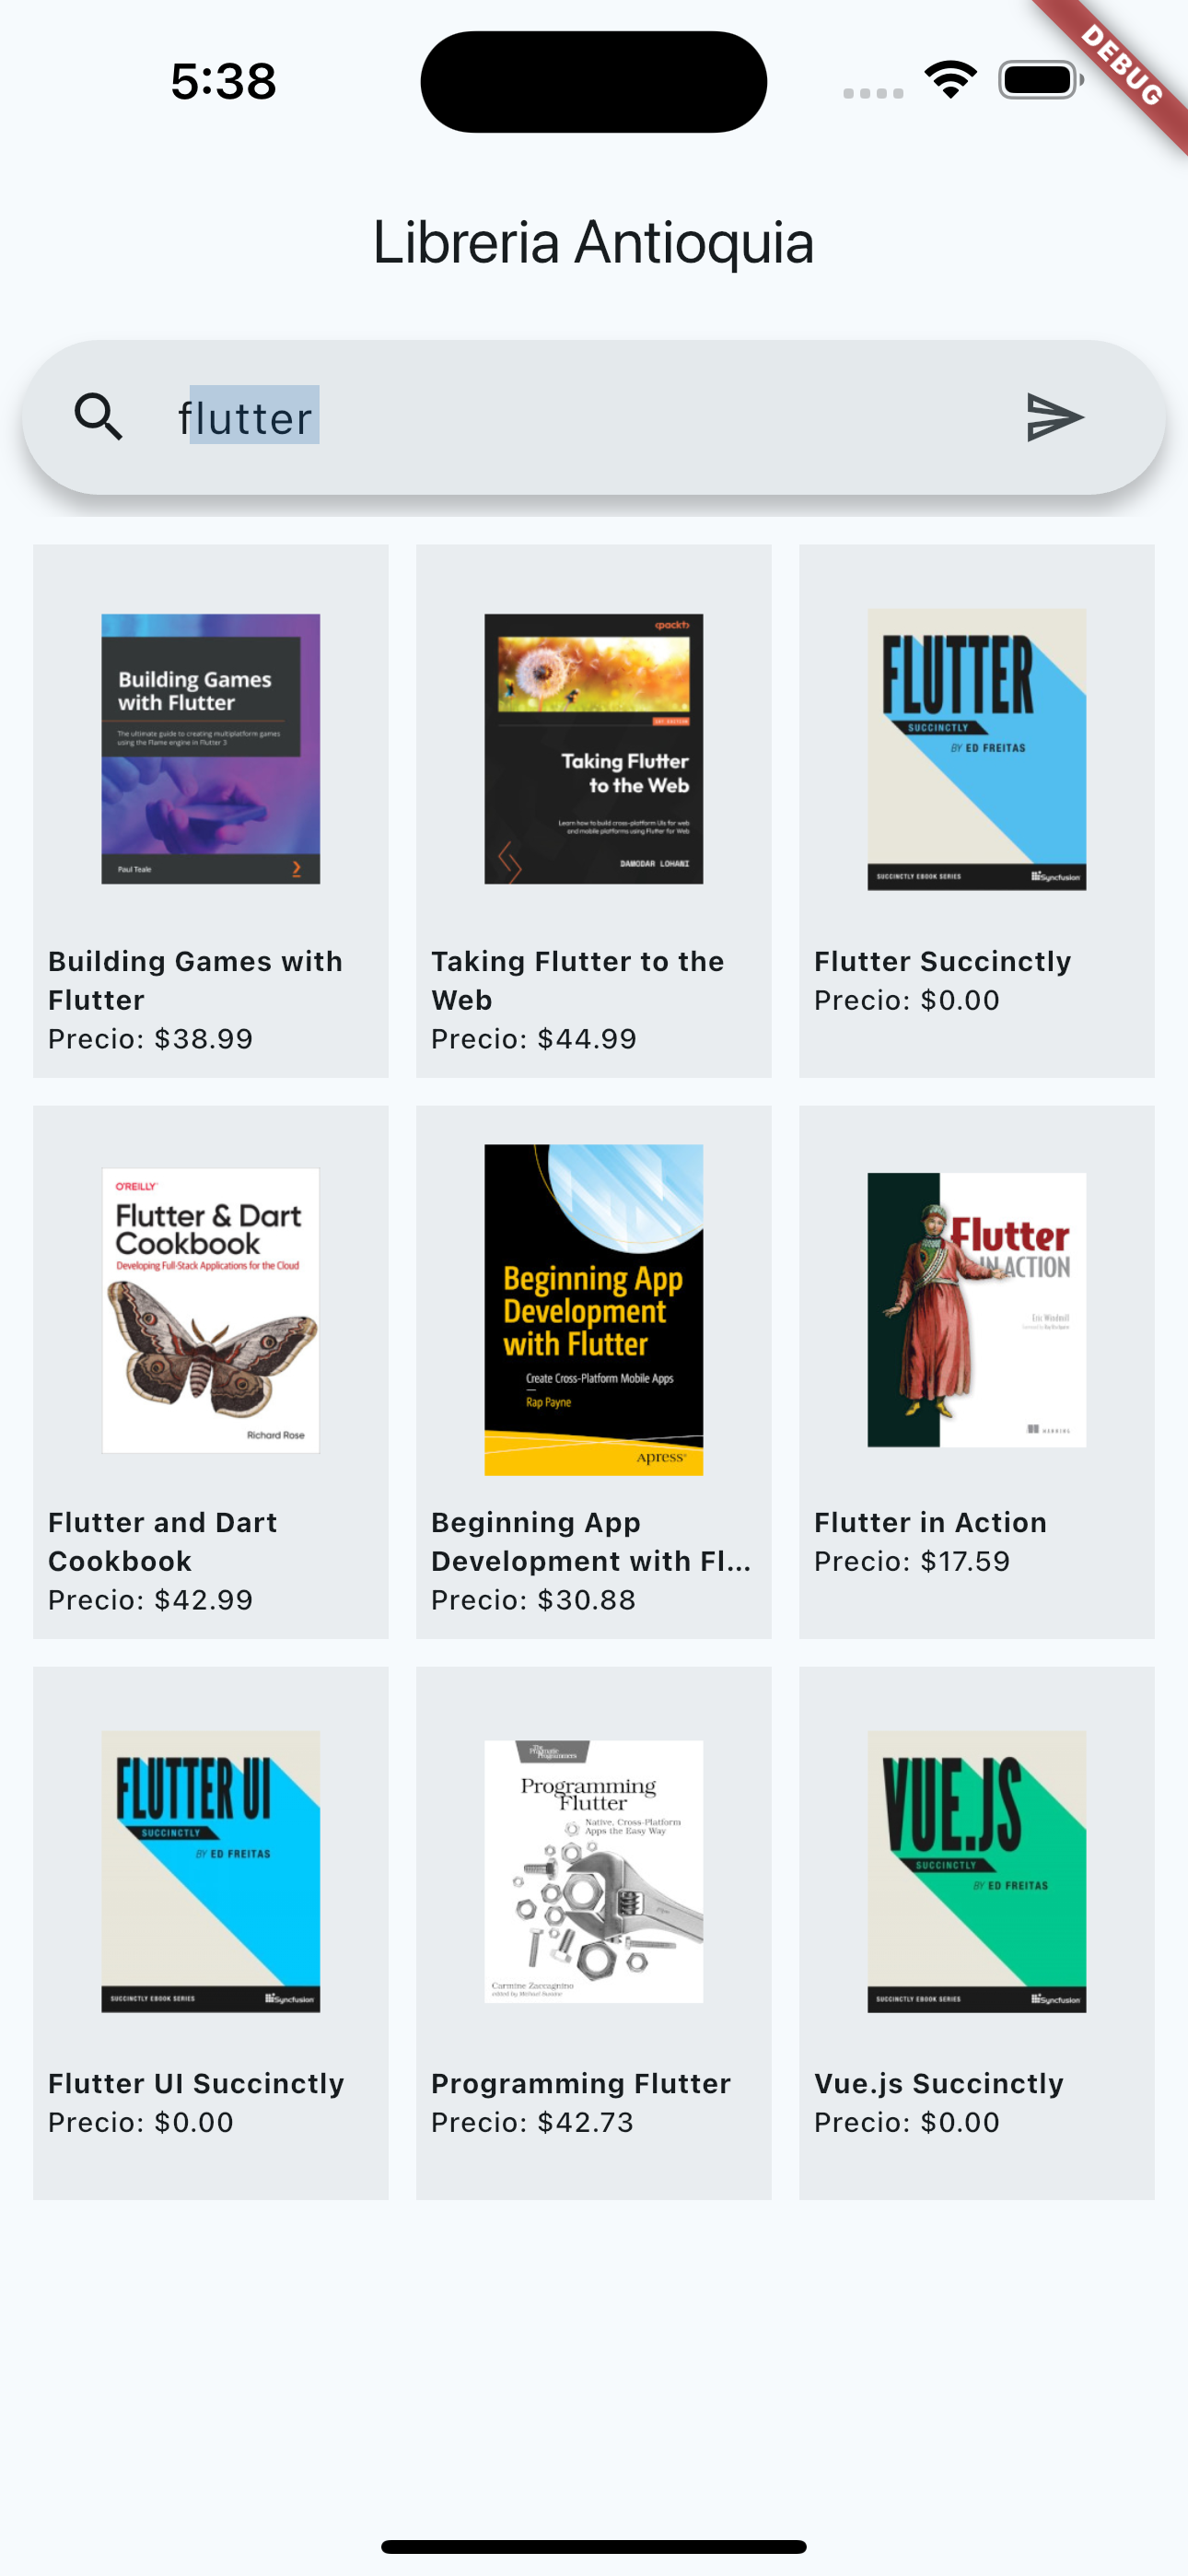 5:38
DEBUG
Libreria Antioquia
flutter
Building Games
with Flutter
The ultimate guide to creating multiplatform games
using the Flame engine in Flutter 3
Paul Teale
Building Games with
Flutter
Precio: $38.99
<packt>
1ST EDITION
Taking Flutter
to the Web
Learn how to build cross-platform UIs for web
and mobile platforms using Flutter for Web
DAMODAR LOHANI
Taking Flutter to the
Web
Precio: $44.99
FLUTTER
SUCCINCTLY
BY ED FREITAS
SUCCINCTLY EBOOK SERIES
Syncfusion
Flutter Succinctly
Precio: $0.00
O'REILLY
Flutter & Dart
Cookbook
Developing Full-Stack Applications for the Cloud
Richard Rose
Flutter and Dart
Cookbook
Precio: $42.99
Beginning App
Development
with Flutter
Create Cross-Platform Mobile Apps
Rap Payne
Apress
Beginning App
Development with Fl...
Precio: $30.88
Flutter
IN ACTION
Eric Windmill
MANNING
Flutter in Action
Precio: $17.59
FLUTTER UI
SUCCINCTLY
BY ED FREITAS
SUCCINCTLY EBOOK SERIES
Syncfusion
Flutter UI Succinctly
Precio: $0.00
The
Pragmatic
Programmers
Programming
Flutter
Native, Cross-Platform
Apps the Easy Way
Carmine Zaccagnino
edited by Michael Swaine
Programming Flutter
Precio: $42.73
VUE.JS
SUCCINCTLY
BY ED FREITAS
SUCCINCTLY EBOOK SERIES
Syncfusion
Vue.js Succinctly
Precio: $0.00